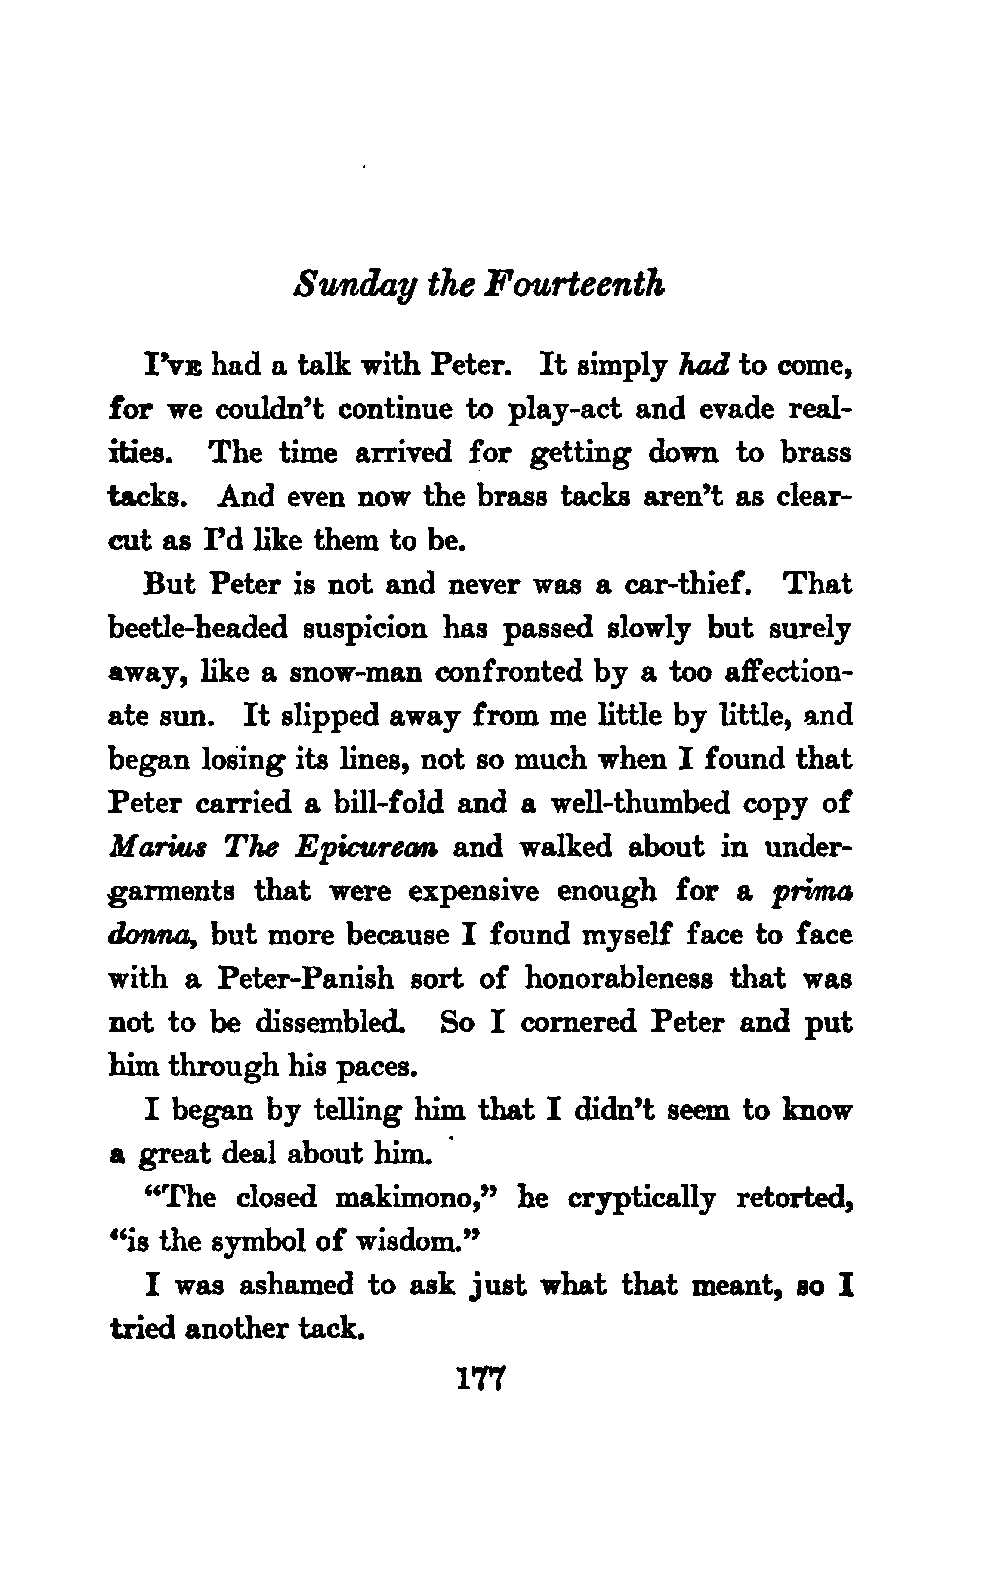 Sunday the Fourteenth
I'VE had a talk with Peter. It simply had to come,
for we couldn't continue to play-act and evade real-
ities. The time arrived for getting down to brass
tacks. And even now the brass tacks aren't as clear-
cut as I'd like them to be.
But Peter is not and never was a car-thief. That
beetle-headed suspicion has passed slowly but surely
away, like a snow-man confronted by a too affection-
ate sun. It slipped away from me little by little, and
began losing its lines, not so much when I found that
Peter carried a bill-fold and a well-thumbed copy of
Marius The Epicurean and walked about in under-
garments that were expensive enough for a prima
donna, but more because I found myself face to face
with a Peter-Panish sort of honorableness that was
not to be dissembled. So I cornered Peter and put
him through his paces.
I began by telling him that I didn't seem to know
a great deal about him.
"The closed makimono," he cryptically retorted,
"is the symbol of wisdom."
I was ashamed to ask just what that meant, so I
tried another tack.
177